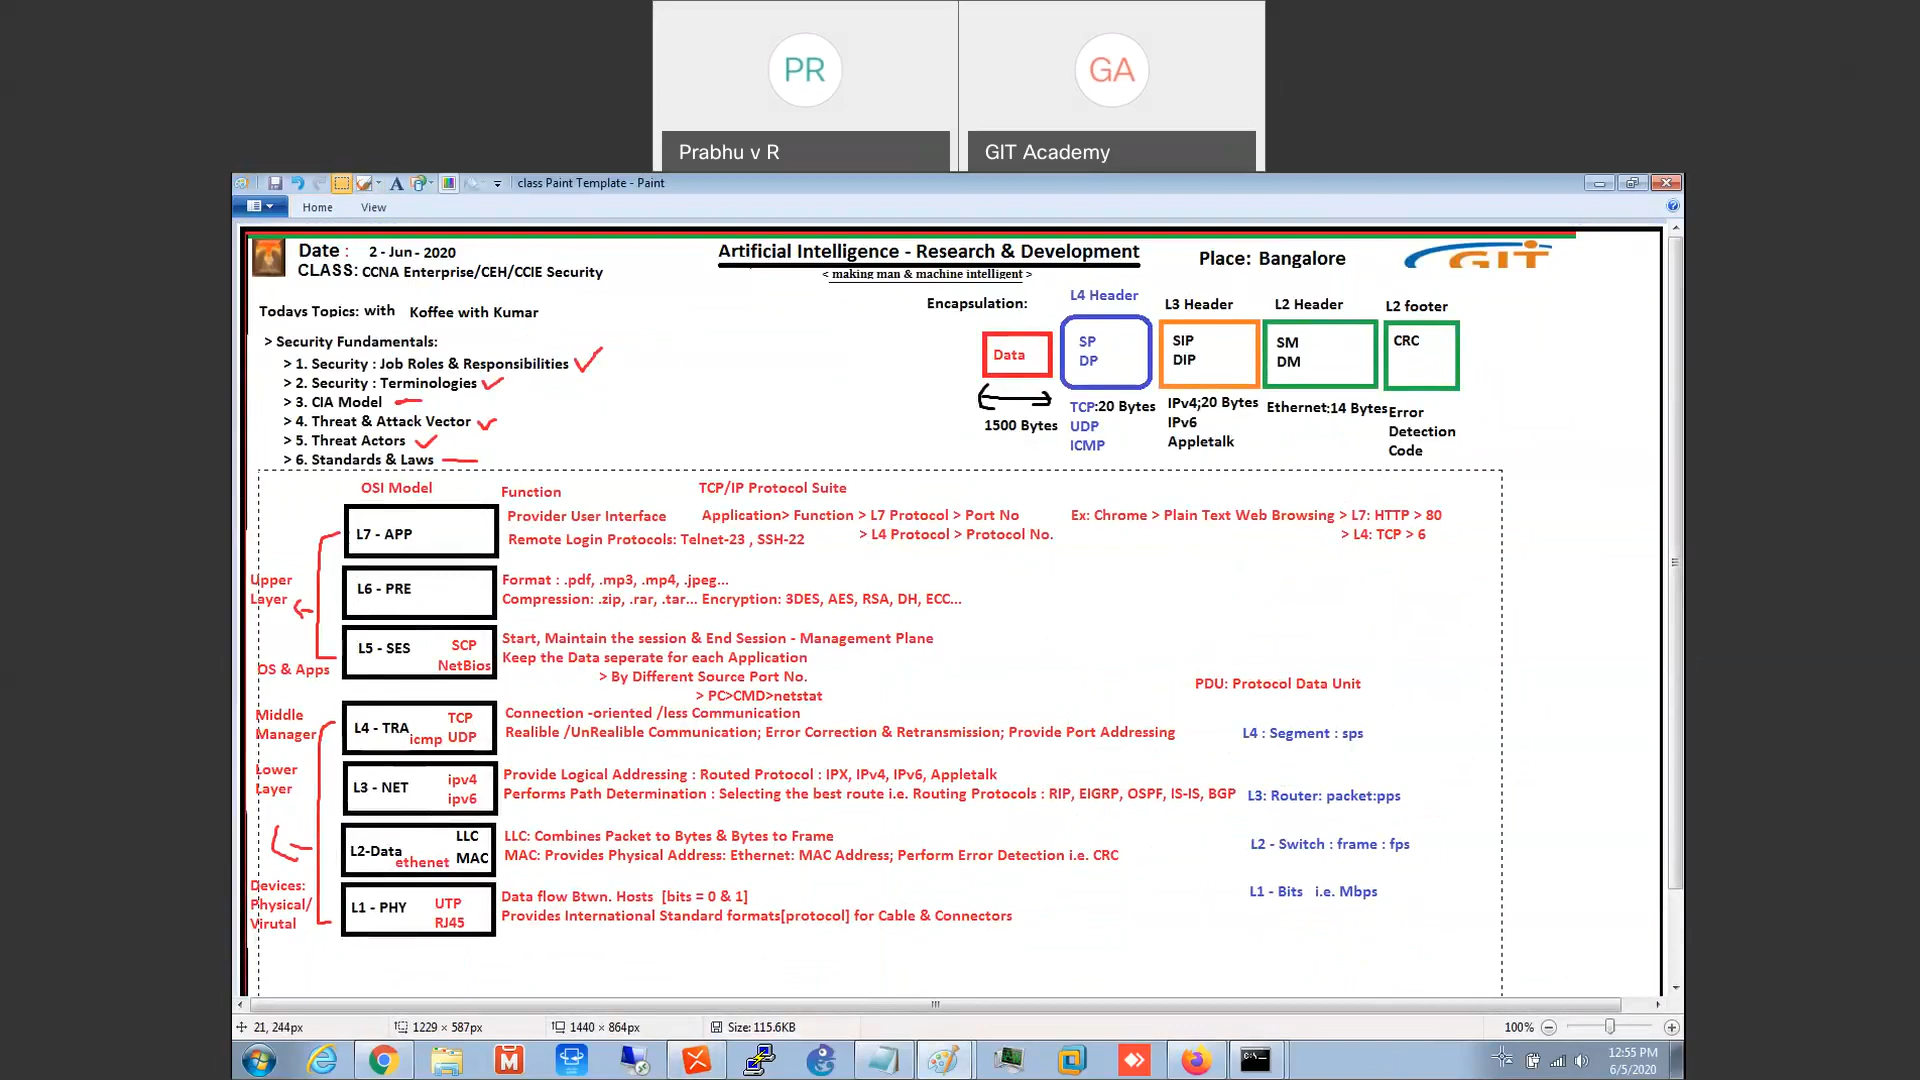 PR
GA
Prabhu v R
GIT Academy
class Paint Template - Paint
Home
View
Date : 2 - Jun - 2020
CLASS: CCNA Enterprise/CEH/CCIE Security
Artificial Intelligence - Research & Development
< making man & machine intelligent >
Place: Bangalore
GIT
Todays Topics: with Koffee with Kumar
> Security Fundamentals:
> 1. Security : Job Roles & Responsibilities
> 2. Security : Terminologies
> 3. CIA Model
> 4. Threat & Attack Vector
> 5. Threat Actors
> 6. Standards & Laws
Encapsulation:
L4 Header
L3 Header
L2 Header
L2 footer
Data
SP
DP
SIP
DIP
SM
DM
CRC
1500 Bytes
TCP:20 Bytes
UDP
ICMP
IPv4;20 Bytes
IPv6
Appletalk
Ethernet:14 Bytes
Error
Detection
Code
OSI Model
Function
TCP/IP Protocol Suite
L7 - APP
Provider User Interface
Remote Login Protocols: Telnet-23 , SSH-22
Application> Function > L7 Protocol > Port No
> L4 Protocol > Protocol No.
Ex: Chrome > Plain Text Web Browsing > L7: HTTP > 80
> L4: TCP > 6
Upper
Layer
L6 - PRE
Format : .pdf, .mp3, .mp4, .jpeg...
Compression: .zip, .rar, .tar... Encryption: 3DES, AES, RSA, DH, ECC...
OS & Apps
L5 - SES
SCP
NetBios
Start, Maintain the session & End Session - Management Plane
Keep the Data seperate for each Application
> By Different Source Port No.
> PC>CMD>netstat
PDU: Protocol Data Unit
Middle
Manager
L4 - TRA
TCP
icmp
UDP
Connection -oriented /less Communication
Realible /UnRealible Communication; Error Correction & Retransmission; Provide Port Addressing
L4 : Segment : sps
Lower
Layer
L3 - NET
ipv4
ipv6
Provide Logical Addressing : Routed Protocol : IPX, IPv4, IPv6, Appletalk
Performs Path Determination : Selecting the best route i.e. Routing Protocols : RIP, EIGRP, OSPF, IS-IS, BGP
L3: Router: packet:pps
L2-Data
LLC
ethenet
MAC
LLC: Combines Packet to Bytes & Bytes to Frame
MAC: Provides Physical Address: Ethernet: MAC Address; Perform Error Detection i.e. CRC
L2 - Switch : frame : fps
Devices:
Physical/
Virutal
L1 - PHY
UTP
RJ45
Data flow Btwn. Hosts [bits = 0 & 1]
Provides International Standard formats[protocol] for Cable & Connectors
L1 - Bits i.e. Mbps
21, 244px
1229 × 587px
1440 × 864px
Size: 115.6KB
100%
12:55 PM
6/5/2020